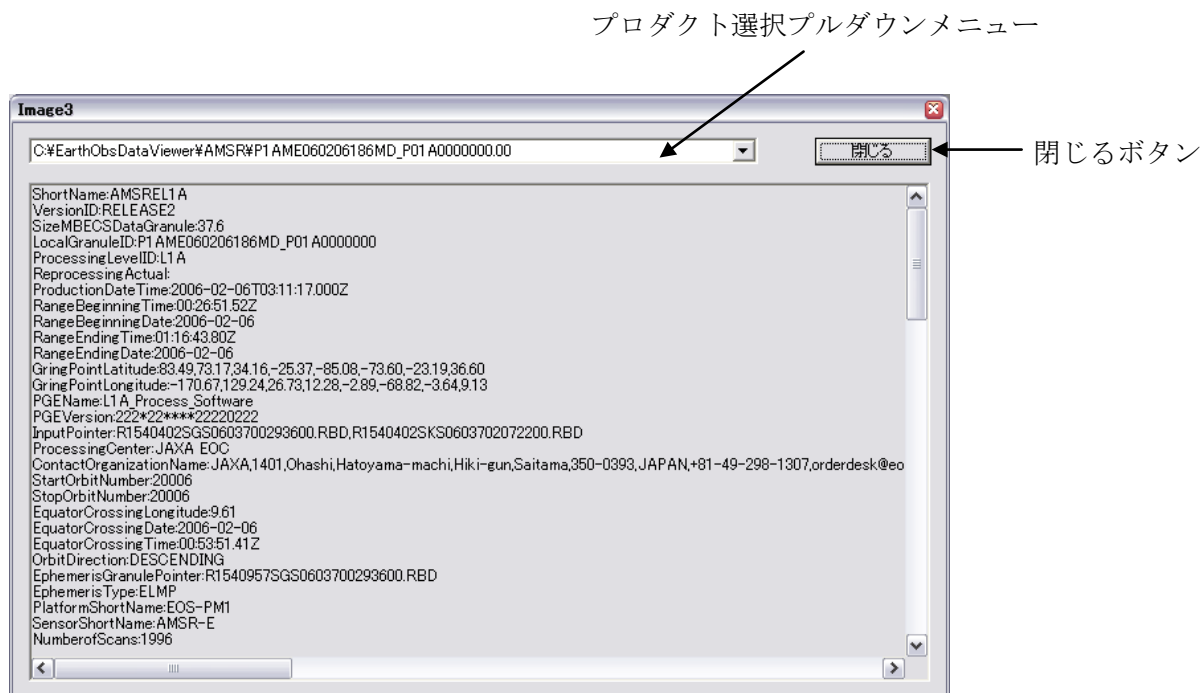 プロダクト選択プルダウンメニュー
Image3
C:¥EarthObsDataViewer¥AMSR¥P1AME060206186MD_P01A0000000.00
閉じる
閉じるボタン
ShortName:AMSREL1A
VersionID:RELEASE2
SizeMBECSDataGranule:37.6
LocalGranuleID:P1AME060206186MD_P01A0000000
ProcessingLevelID:L1A
ReprocessingActual:
ProductionDateTime:2006-02-06T03:11:17.000Z
RangeBeginningTime:00:26:51.52Z
RangeBeginningDate:2006-02-06
RangeEndingTime:01:16:43.80Z
RangeEndingDate:2006-02-06
GringPointLatitude:83.49,73.17,34.16,-25.37,-85.08,-73.60,-23.19,36.60
GringPointLongitude:-170.67,129.24,26.73,12.28,-2.89,-68.82,-3.64,9.13
PGEName:L1A_Process_Software
PGEVersion:222*22****22220222
InputPointer:R1540402SGS0603700293600.RBD,R1540402SKS0603702072200.RBD
ProcessingCenter:JAXA EOC
ContactOrganizationName:JAXA,1401,Ohashi,Hatoyama-machi,Hiki-gun,Saitama,350-0393,JAPAN,+81-49-298-1307,orderdesk@eo
StartOrbitNumber:20006
StopOrbitNumber:20006
EquatorCrossingLongitude:9.61
EquatorCrossingDate:2006-02-06
EquatorCrossingTime:00:53:51.41Z
OrbitDirection:DESCENDING
EphemerisGranulePointer:R1540957SGS0603700293600.RBD
EphemerisType:ELMP
PlatformShortName:EOS-PM1
SensorShortName:AMSR-E
NumberofScans:1996